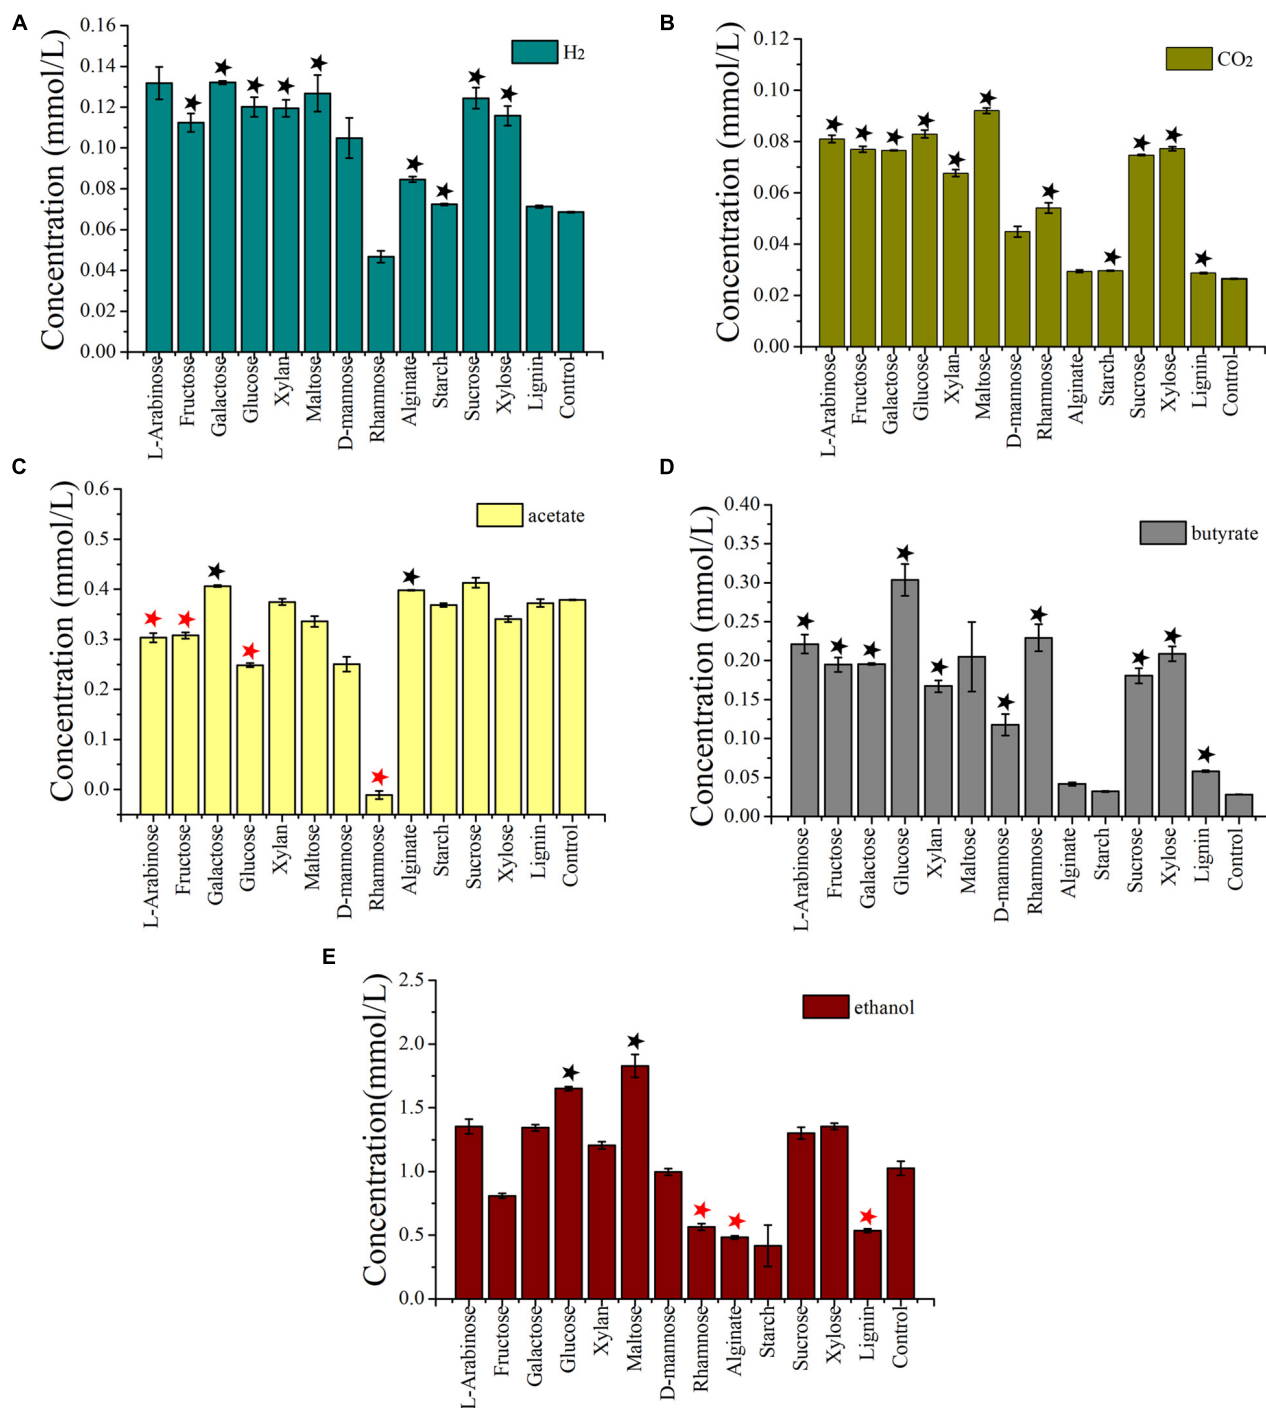 A
Concentration (mmol/L)
0.16
0.14
0.12
0.10
0.08
0.06
0.04
0.02
0.00
H2
L-Arabinose
Fructose
Galactose
Glucose
Xylan
Maltose
D-mannose
Rhamnose
Alginate
Starch
Sucrose
Xylose
Lignin
Control
B
Concentration (mmol/L)
0.12
0.10
0.08
0.06
0.04
0.02
0.00
CO2
L-Arabinose
Fructose
Galactose
Glucose
Xylan
Maltose
D-mannose
Rhamnose
Alginate
Starch
Sucrose
Xylose
Lignin
Control
C
Concentration (mmol/L)
0.6
0.5
0.4
0.3
0.2
0.1
0.0
acetate
L-Arabinose
Fructose
Galactose
Glucose
Xylan
Maltose
D-mannose
Rhamnose
Alginate
Starch
Sucrose
Xylose
Lignin
Control
D
Concentration (mmol/L)
0.40
0.35
0.30
0.25
0.20
0.15
0.10
0.05
0.00
butyrate
L-Arabinose
Fructose
Galactose
Glucose
Xylan
Maltose
D-mannose
Rhamnose
Alginate
Starch
Sucrose
Xylose
Lignin
Control
E
Concentration(mmol/L)
2.5
2.0
1.5
1.0
0.5
0.0
ethanol
L-Arabinose
Fructose
Galactose
Glucose
Xylan
Maltose
D-mannose
Rhamnose
Alginate
Starch
Sucrose
Xylose
Lignin
Control